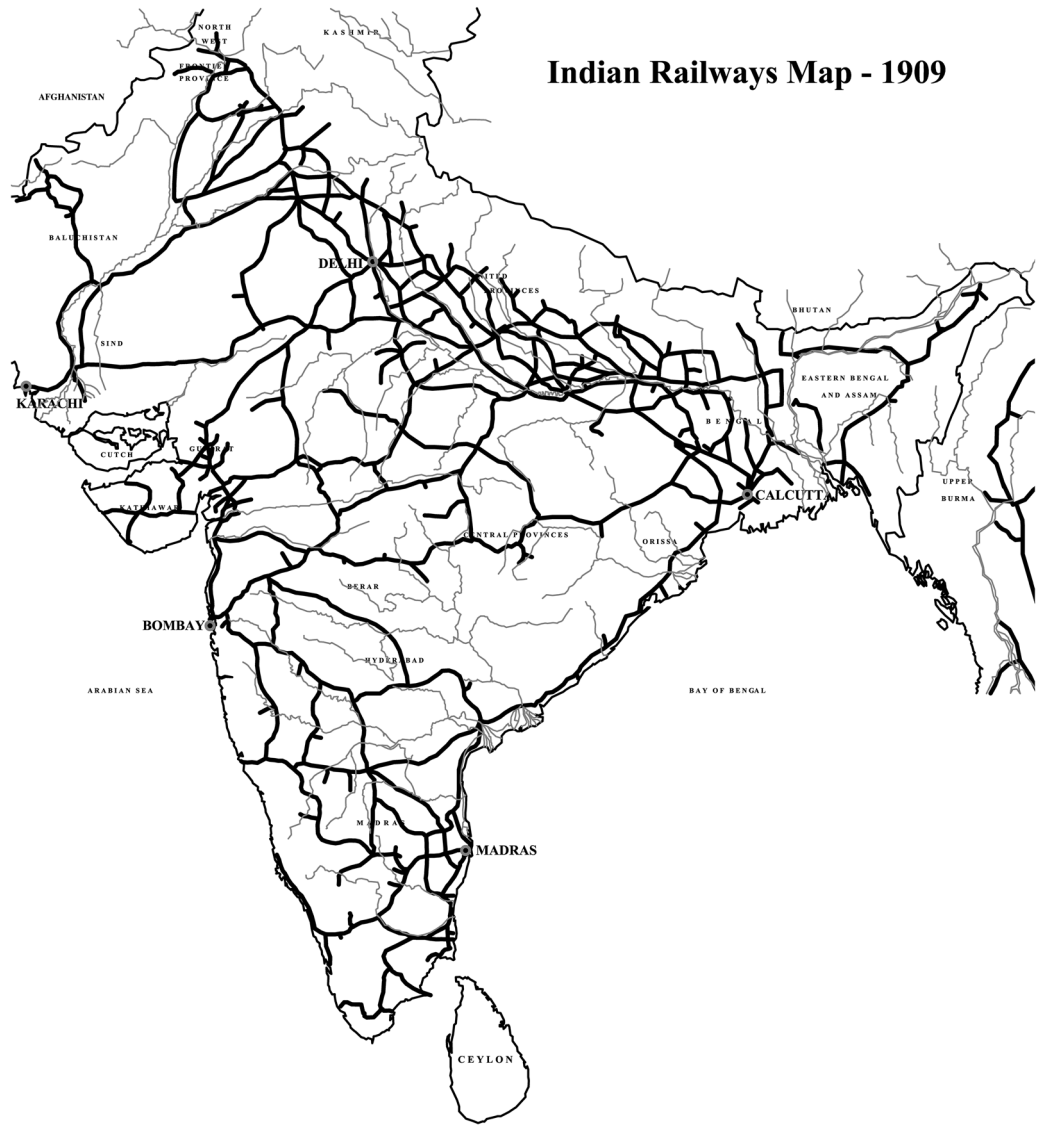 Indian Railways Map - 1909
NORTH
WEST
FRONTIER
PROVINCE
KASHMIR
AFGHANISTAN
BALUCHISTAN
DELHI
UNITED
PROVINCES
BHUTAN
SIND
EASTERN BENGAL
AND ASSAM
KARACHI
BENGAL
CUTCH
GUJARAT
UPPER
BURMA
CALCUTTA
KATHIAWAR
CENTRAL PROVINCES
ORISSA
BERAR
BOMBAY
HYDERABAD
ARABIAN SEA
BAY OF BENGAL
MADRAS
MADRAS
CEYLON